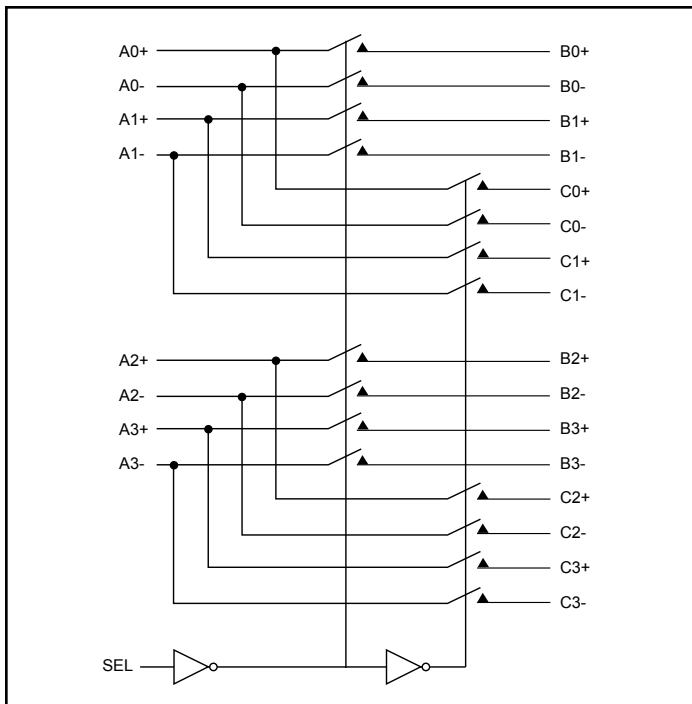 A0+ B0+
A0- B0-
A1+ B1+
A1- B1-
C0+
C0-
C1+
C1-
A2+ B2+
A2- B2-
A3+ B3+
A3- B3-
C2+
C2-
C3+
C3-
SEL